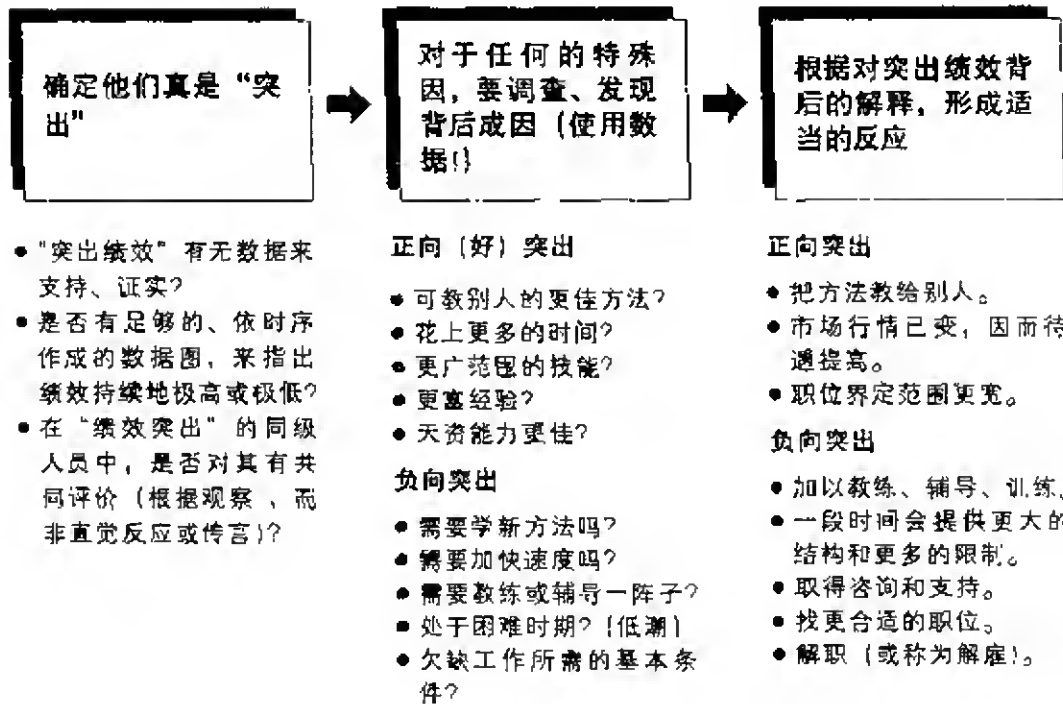 确定他们真是“突
出”
对于任何的特殊
因，要调查、发现
背后成因（使用数
据!）
根据对突出绩效背
后的解释，形成适
当的反应
●“突出绩效”有无数据来
支持、证实?
●是否有足够的、依时序
作成的数据图，来指出
绩效持续地极高或极低?
●在“绩效突出”的同级
人员中，是否对其有共
同评价（根据观察，而
非直觉反应或传言）?
正向（好）突出
●可教别人的更佳方法?
●花上更多的时间?
●更广范围的技能?
●更富经验?
●天资能力更佳?
负向突出
●需要学新方法吗?
●需要加快速度吗?
●需要教练或辅导一阵子?
●处于困难时期?（低潮）
●欠缺工作所需的基本条
件?
正向突出
●把方法教给别人。
●市场行情已变，因而待
遇提高。
●职位界定范围更宽。
负向突出
●加以教练、辅导、训练。
●一段时间会提供更大的
结构和更多的限制。
●取得咨询和支持。
●找更合适的职位。
●解职（或称为解雇）。